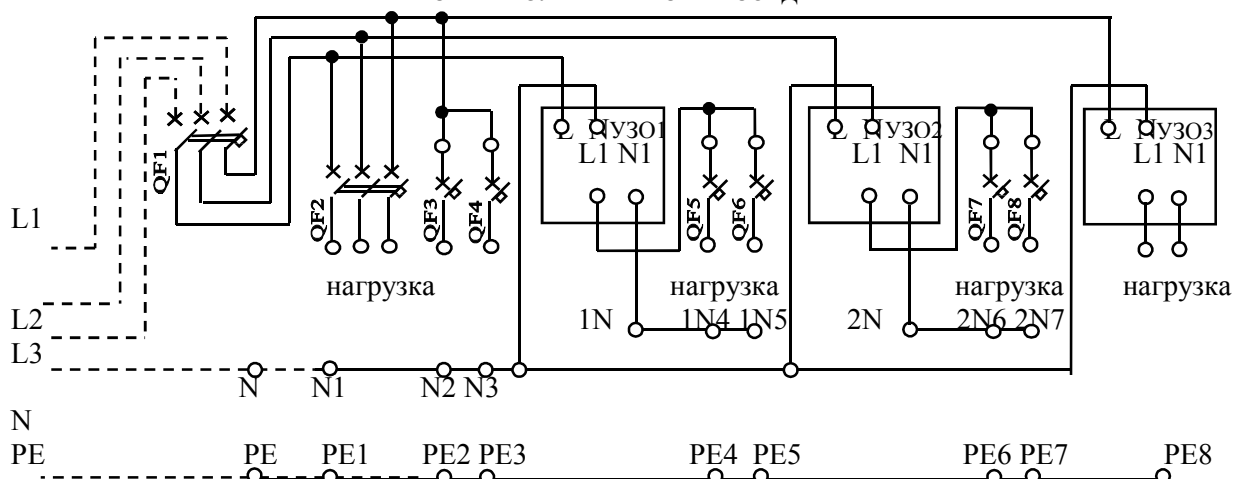 L N УЗО1
L N УЗО2
L N УЗО3
L1 N1
L1 N1
L1 N1
QF1
QF2
QF3
QF4
QF5
QF6
QF7
QF8
L1
нагрузка
нагрузка
нагрузка
нагрузка
L2
1N
1N4 1N5
2N
2N6 2N7
L3
N
N1
N2 N3
N
PE
PE
PE1
PE2 PE3
PE4 PE5
PE6 PE7
PE8